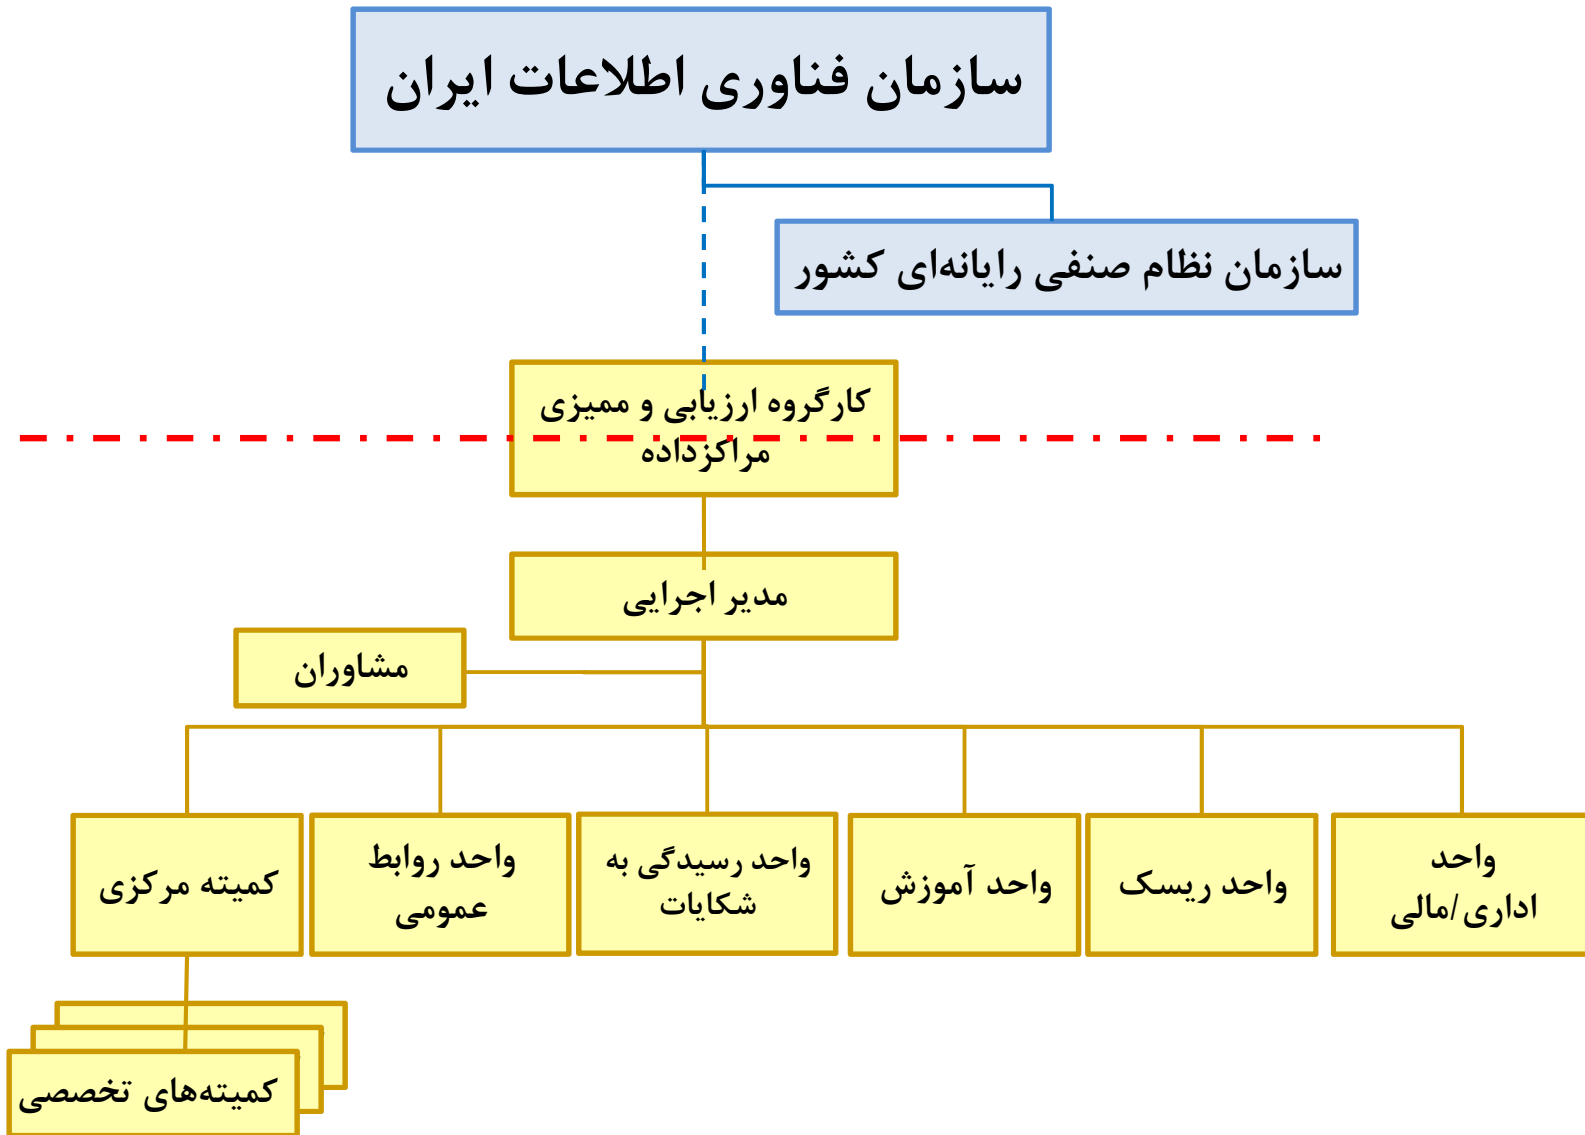 سازمان فناوری اطلاعات ایران
سازمان نظام صنفی رایانه‌ای کشور
کارگروه ارزیابی و ممیزی
مراکزداده
مدیر اجرایی
مشاوران
واحد
اداری/مالی
واحد ریسک
واحد آموزش
واحد رسیدگی به
شکایات
واحد روابط
عمومی
کمیته مرکزی
کمیته‌های تخصصی